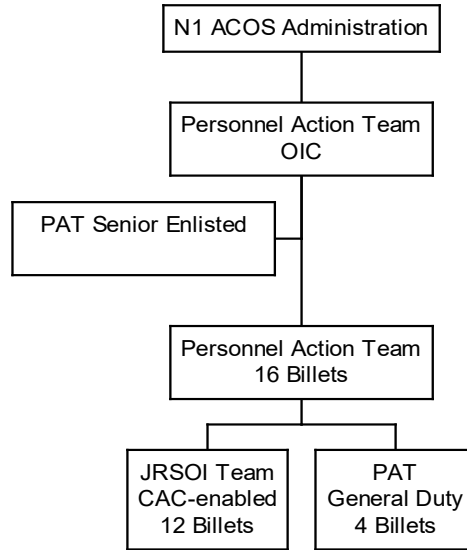 N1 ACOS Administration
Personnel Action Team
OIC
PAT Senior Enlisted
Personnel Action Team
16 Billets
JRSOI Team
CAC-enabled
12 Billets
PAT
General Duty
4 Billets